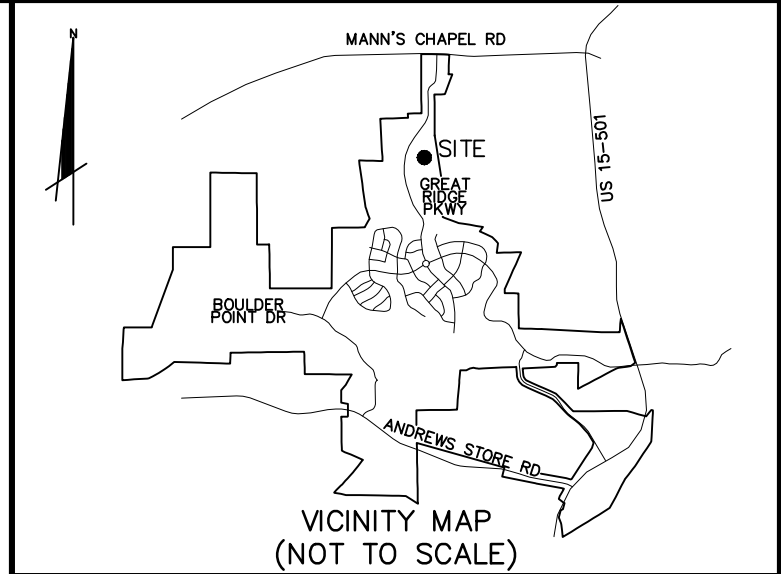 N
MANN'S CHAPEL RD
US 15-501
SITE
GREAT
RIDGE
PKWY
BOULDER
POINT DR
ANDREWS STORE RD
VICINITY MAP
(NOT TO SCALE)